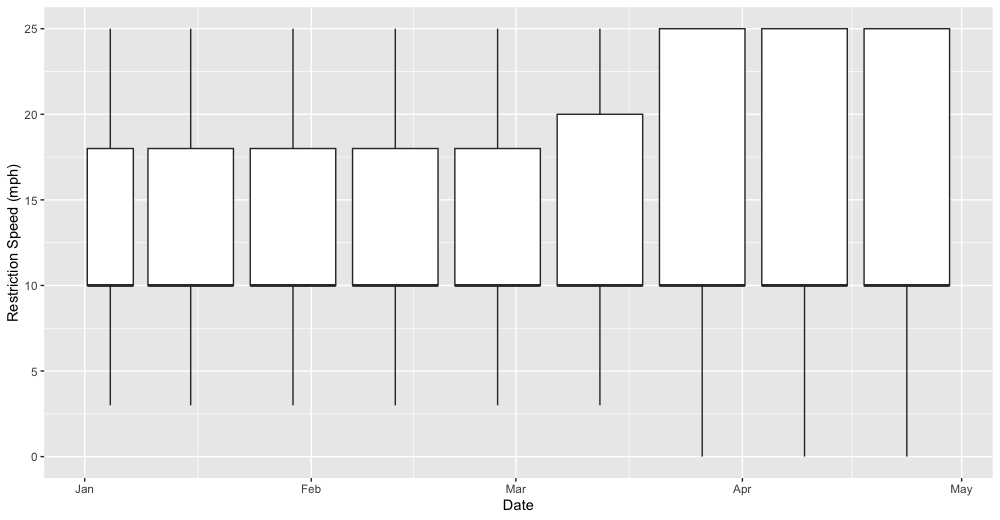 Restriction Speed (mph)
25
20
15
10
5
0
Jan
Feb
Mar
Apr
May
Date